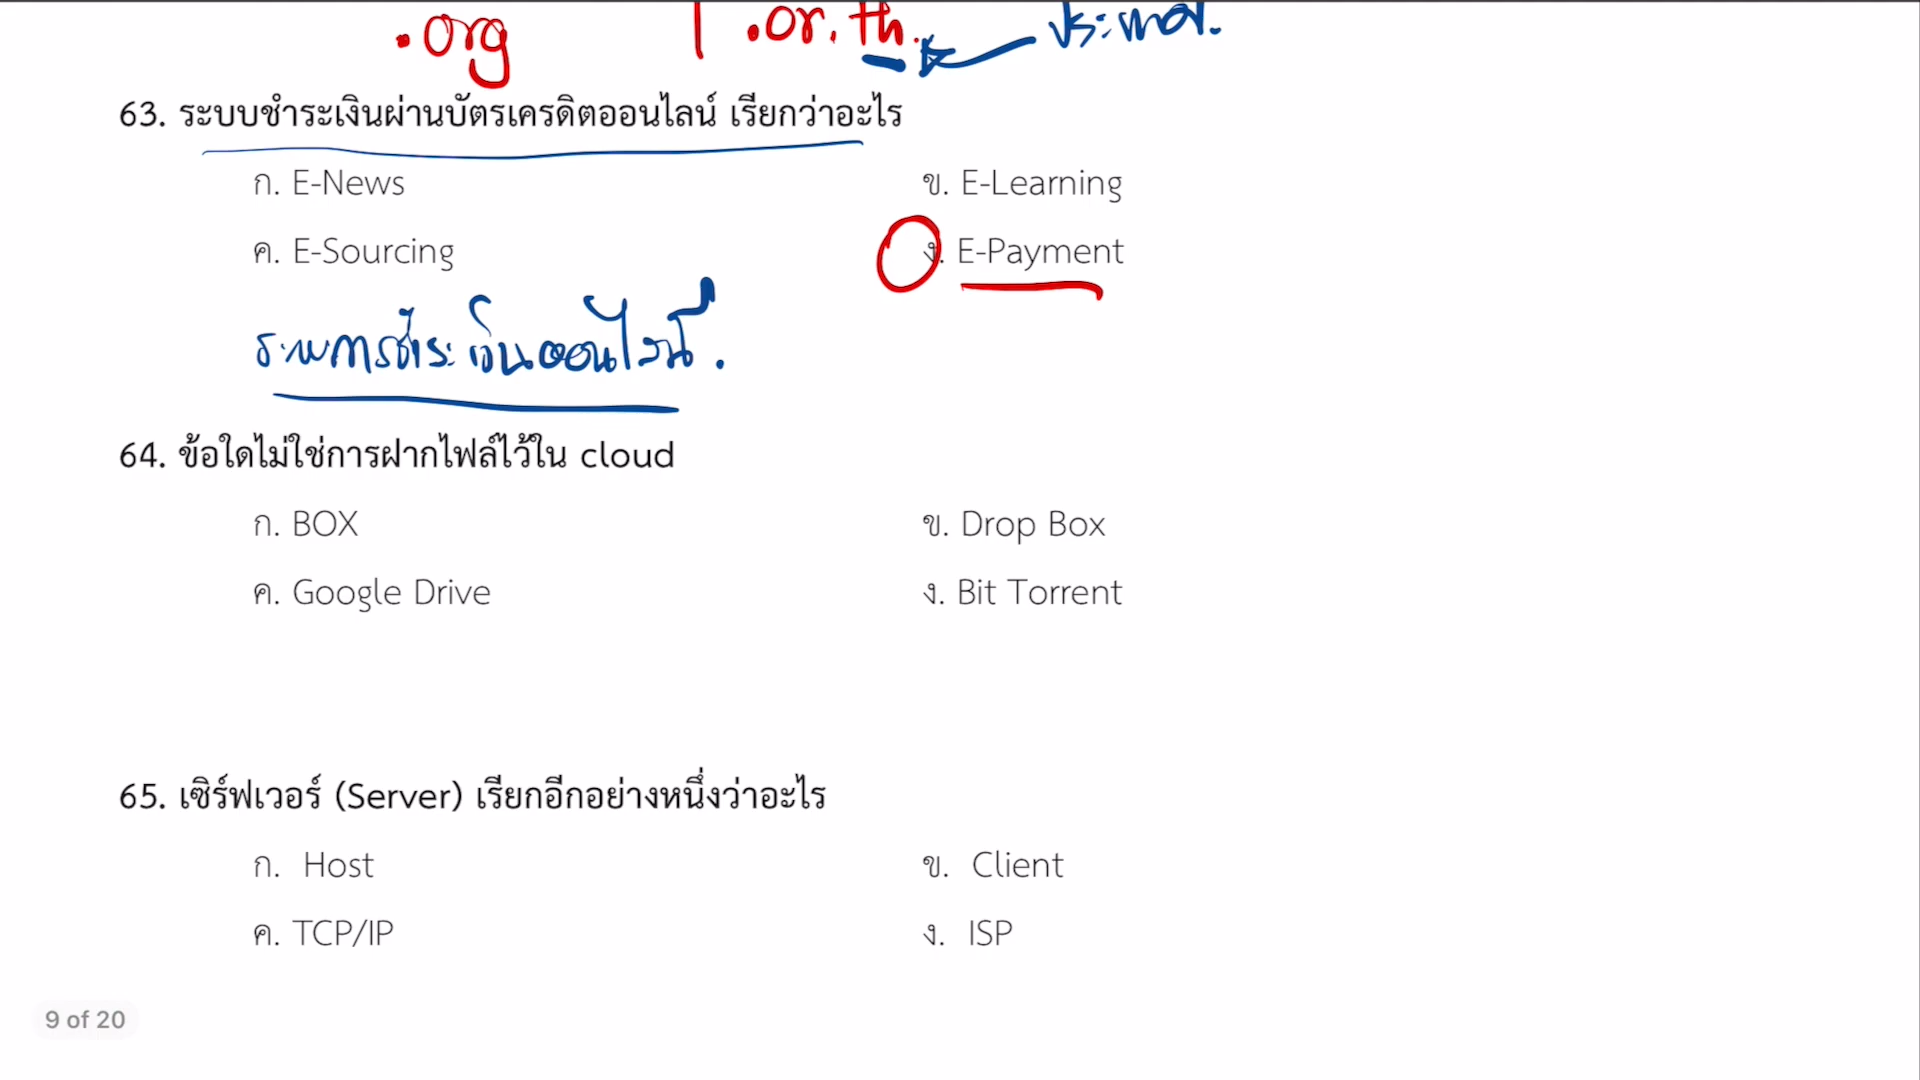 .org | .or.th. ประเทศ.
63. ระบบชำระเงินผ่านบัตรเครดิตออนไลน์ เรียกว่าอะไร
ก. E-News ข. E-Learning
ค. E-Sourcing ง. E-Payment
ระบบการชำระเงินออนไลน์.
64. ข้อใดไม่ใช่การฝากไฟล์ไว้ใน cloud
ก. BOX ข. Drop Box
ค. Google Drive ง. Bit Torrent
65. เซิร์ฟเวอร์ (Server) เรียกอีกอย่างหนึ่งว่าอะไร
ก. Host ข. Client
ค. TCP/IP ง. ISP
9 of 20